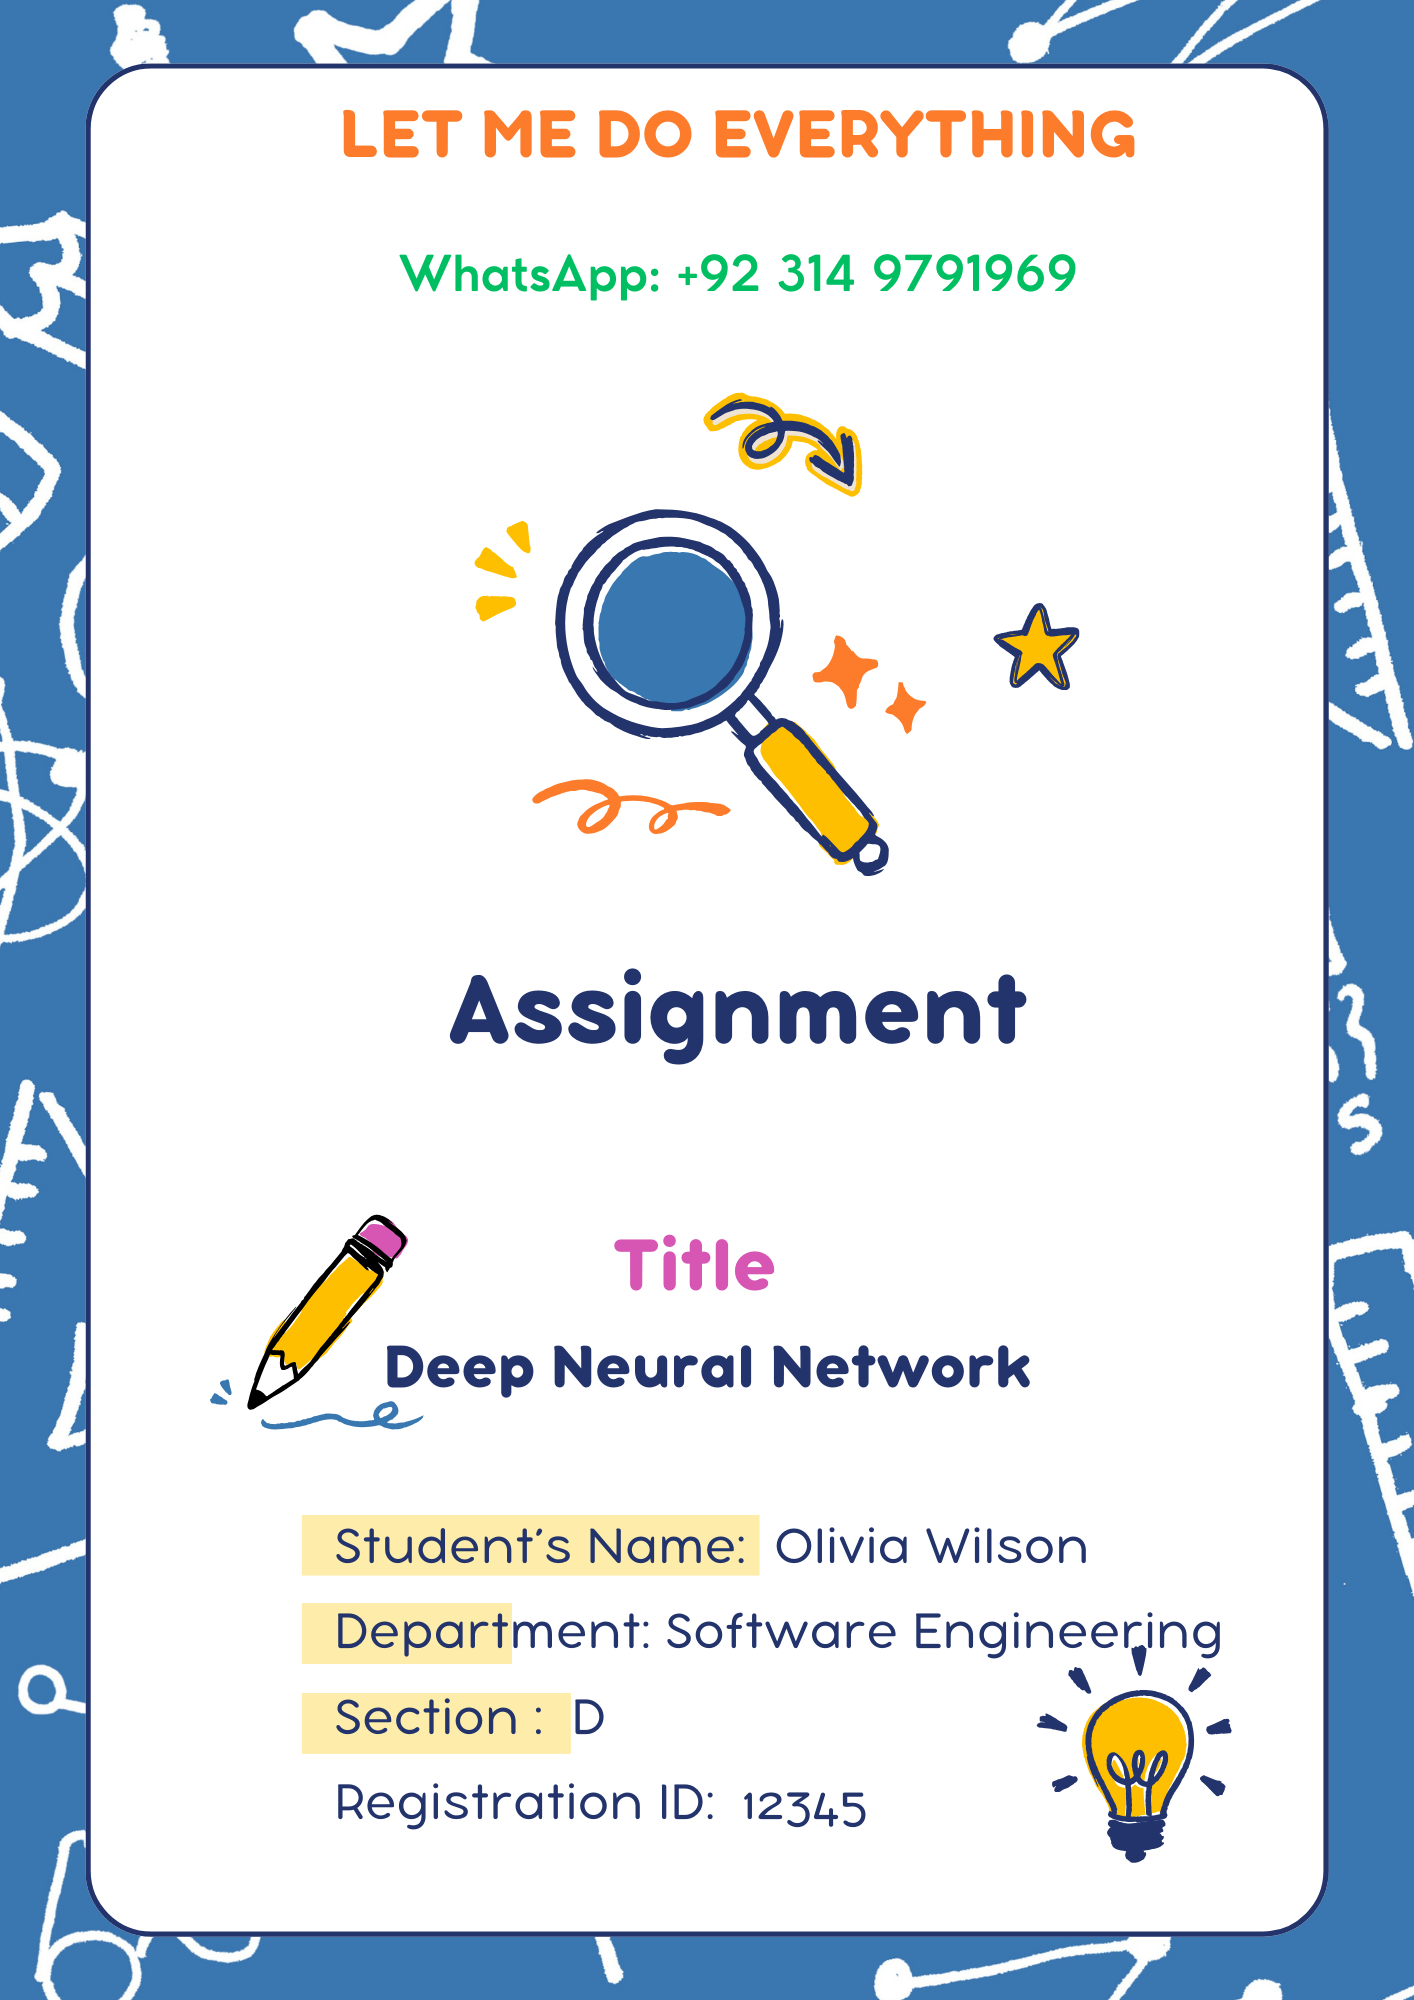 LET ME DO EVERYTHING
WhatsApp: +92 314 9791969
Assignment
Title
Deep Neural Network
Student's Name: Olivia Wilson
Department: Software Engineering
Section : D
Registration ID: 12345